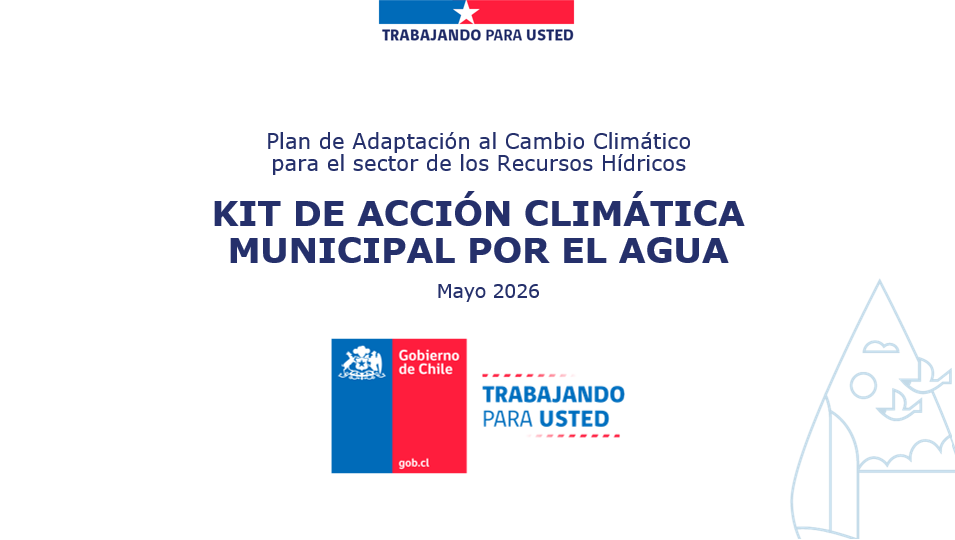 TRABAJANDO PARA USTED
Plan de Adaptación al Cambio Climático
para el sector de los Recursos Hídricos
KIT DE ACCIÓN CLIMÁTICA
MUNICIPAL POR EL AGUA
Mayo 2026
Gobierno
de Chile
gob.cl
TRABAJANDO
PARA USTED